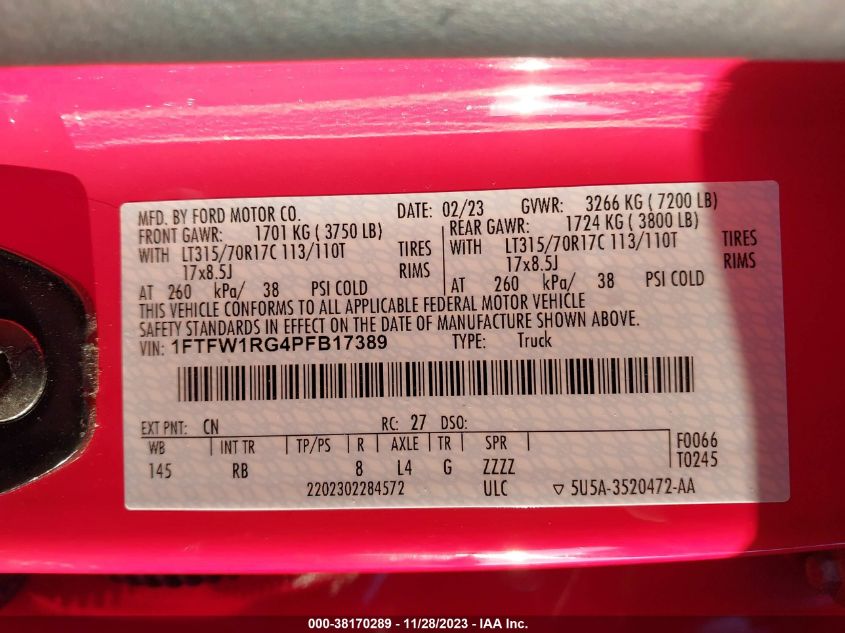 MFD. BY FORD MOTOR CO. DATE: 02/23 GVWR: 3266 KG ( 7200 LB)
FRONT GAWR: 1701 KG ( 3750 LB) REAR GAWR: 1724 KG ( 3800 LB)
WITH LT315/70R17C 113/110T TIRES WITH LT315/70R17C 113/110T TIRES
17x8.5J RIMS 17x8.5J RIMS
AT 260 kPa/ 38 PSI COLD AT 260 kPa/ 38 PSI COLD
THIS VEHICLE CONFORMS TO ALL APPLICABLE FEDERAL MOTOR VEHICLE
SAFETY STANDARDS IN EFFECT ON THE DATE OF MANUFACTURE SHOWN ABOVE.
VIN: 1FTFW1RG4PFB17389 TYPE: Truck
EXT PNT: CN RC: 27 DSO:
WB INT TR TP/PS R AXLE TR SPR F0066
145 RB 8 L4 G ZZZZ T0245
2202302284572 ULC ▽ 5U5A-3520472-AA
000-38170289 - 11/28/2023 - IAA Inc.